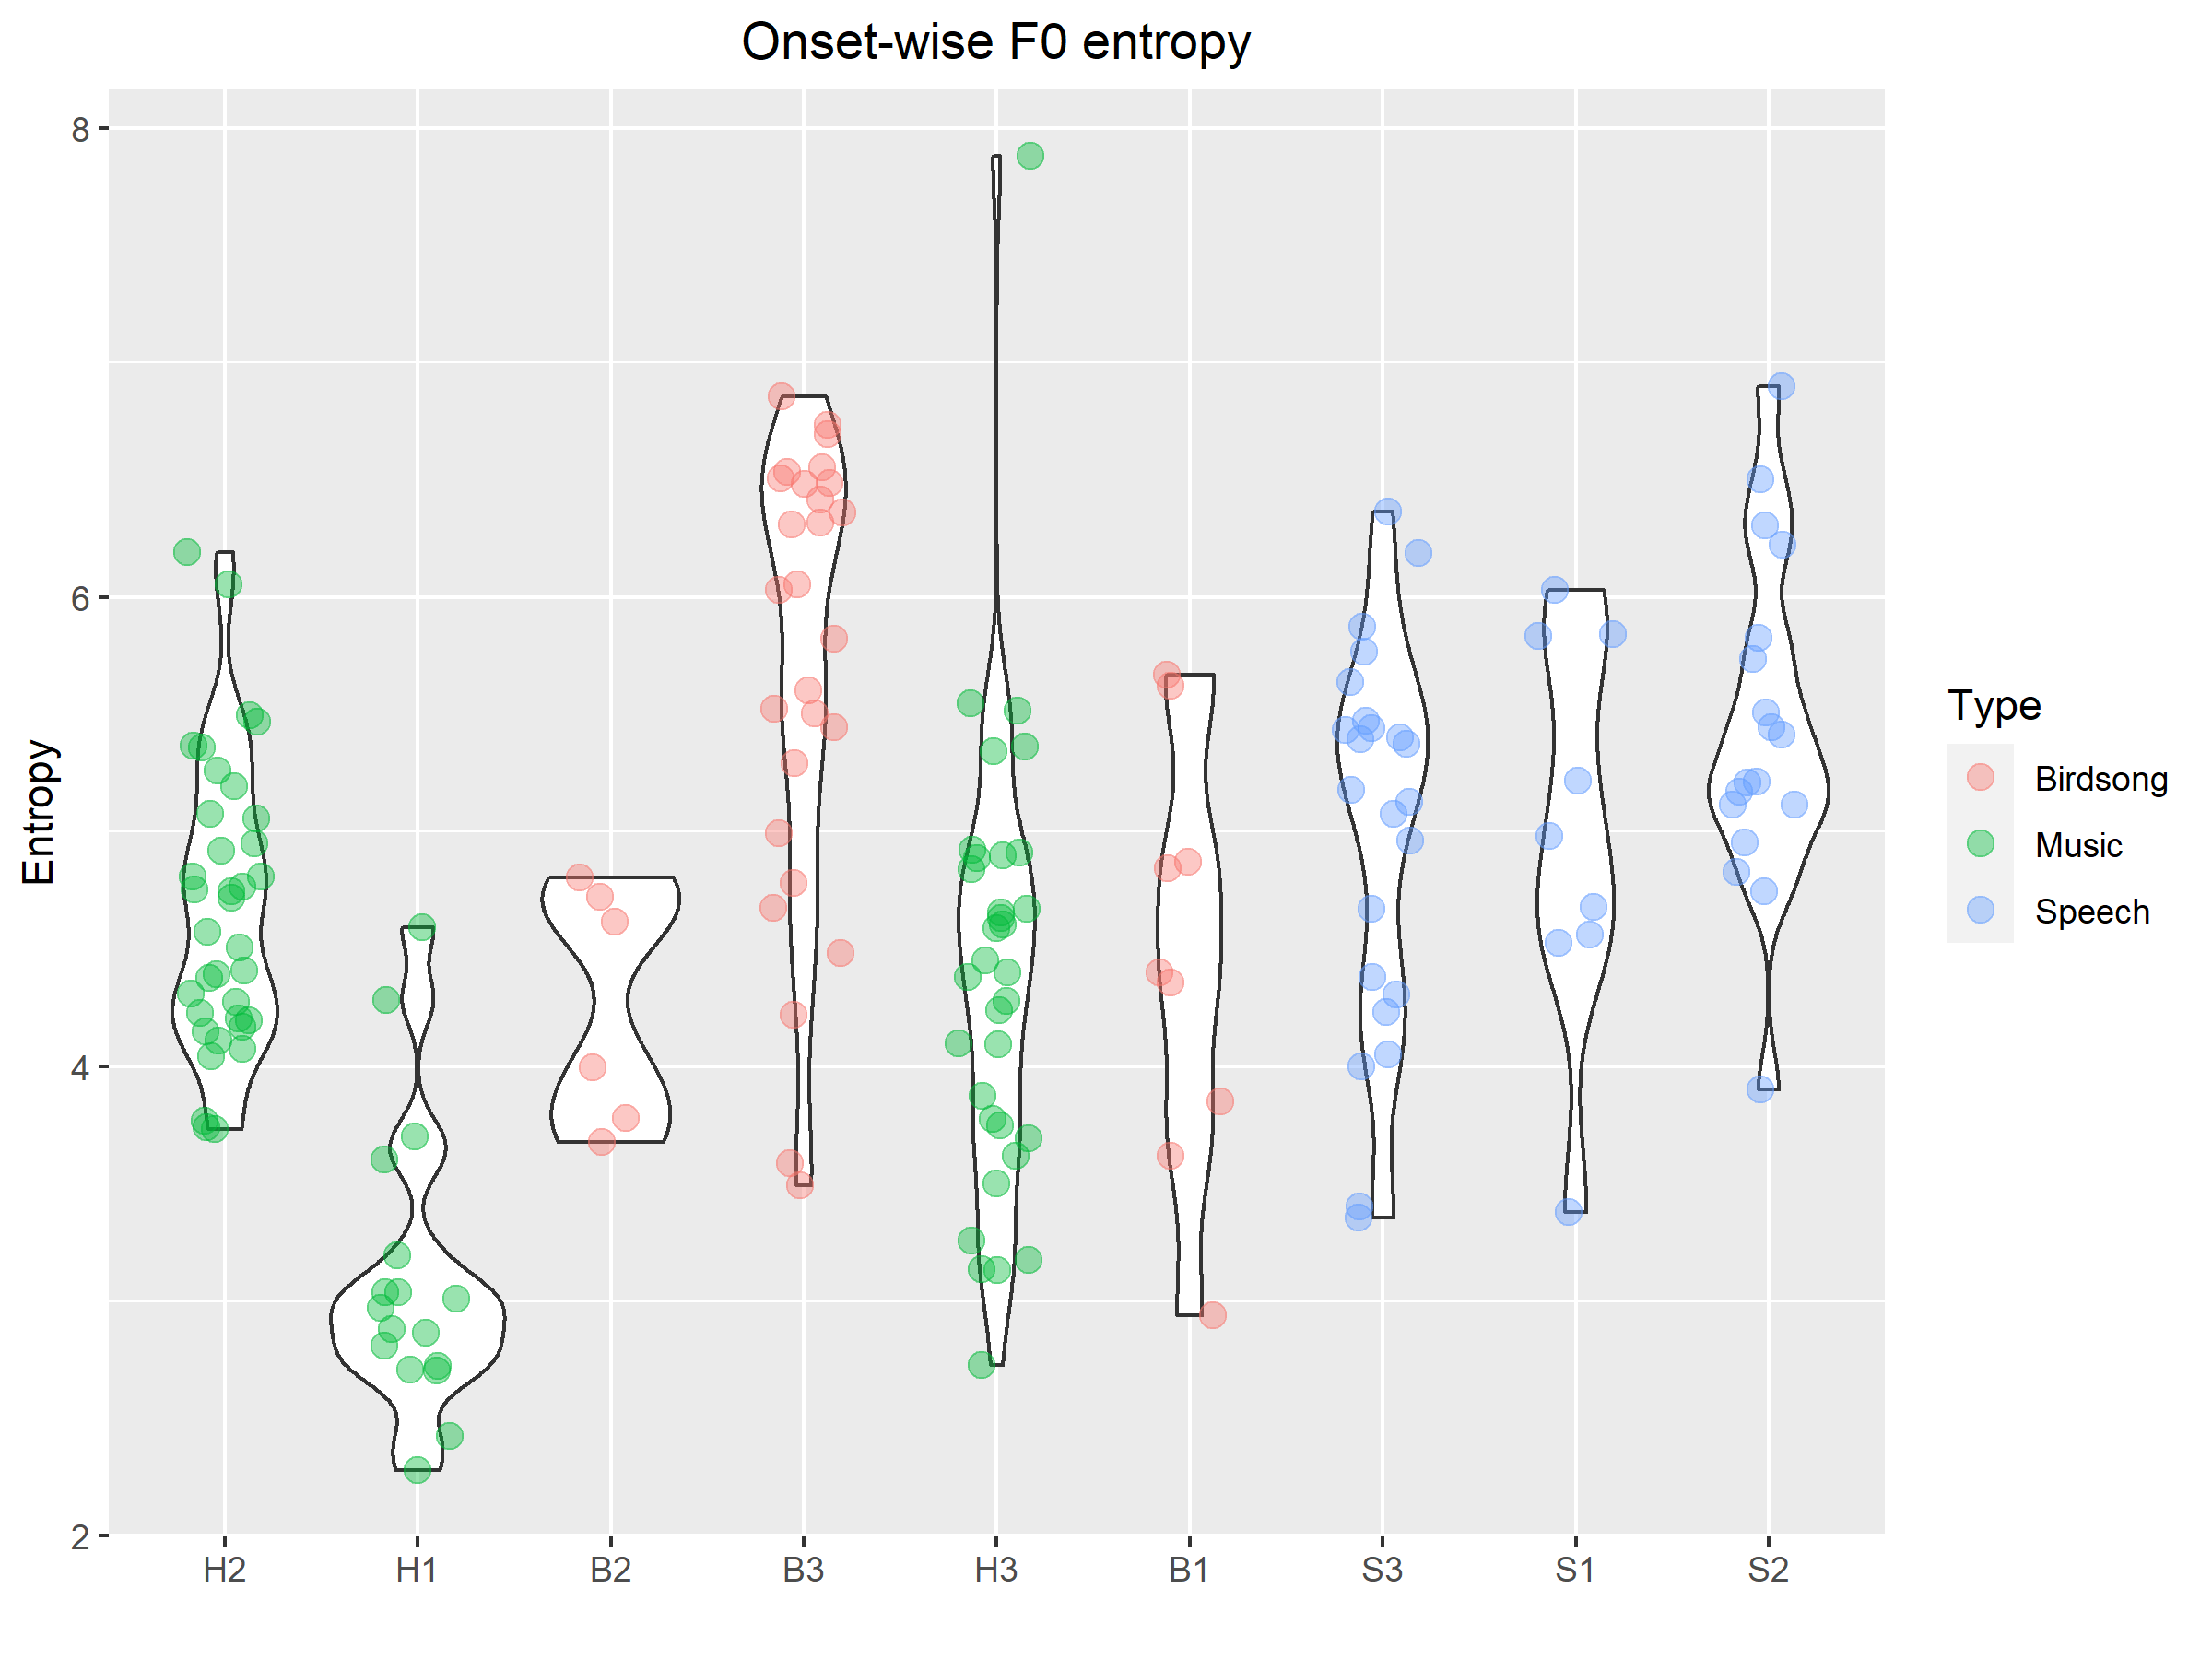 Onset-wise F0 entropy
8
6
4
2
Entropy
H2 H1 B2 B3 H3 B1 S3 S1 S2
Type
Birdsong
Music
Speech